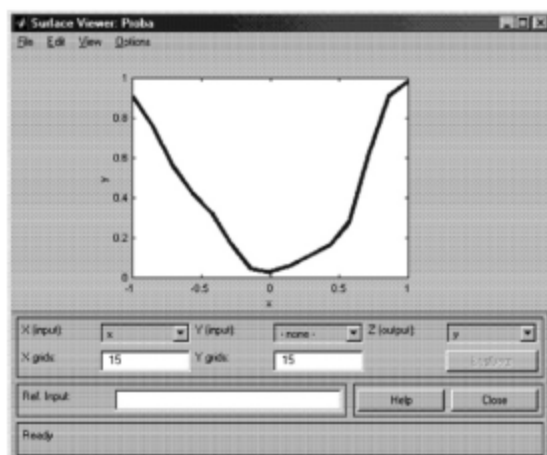 Surface Viewer: Proba
File Edit View Options
1
0.8
0.6
0.4
0.2
0
y
-1 -0.5 0 0.5 1
x
X (input): x Y (input): - none - Z (output): y
X grids: 15 Y grids: 15
Ref. Input: Help Close
Ready